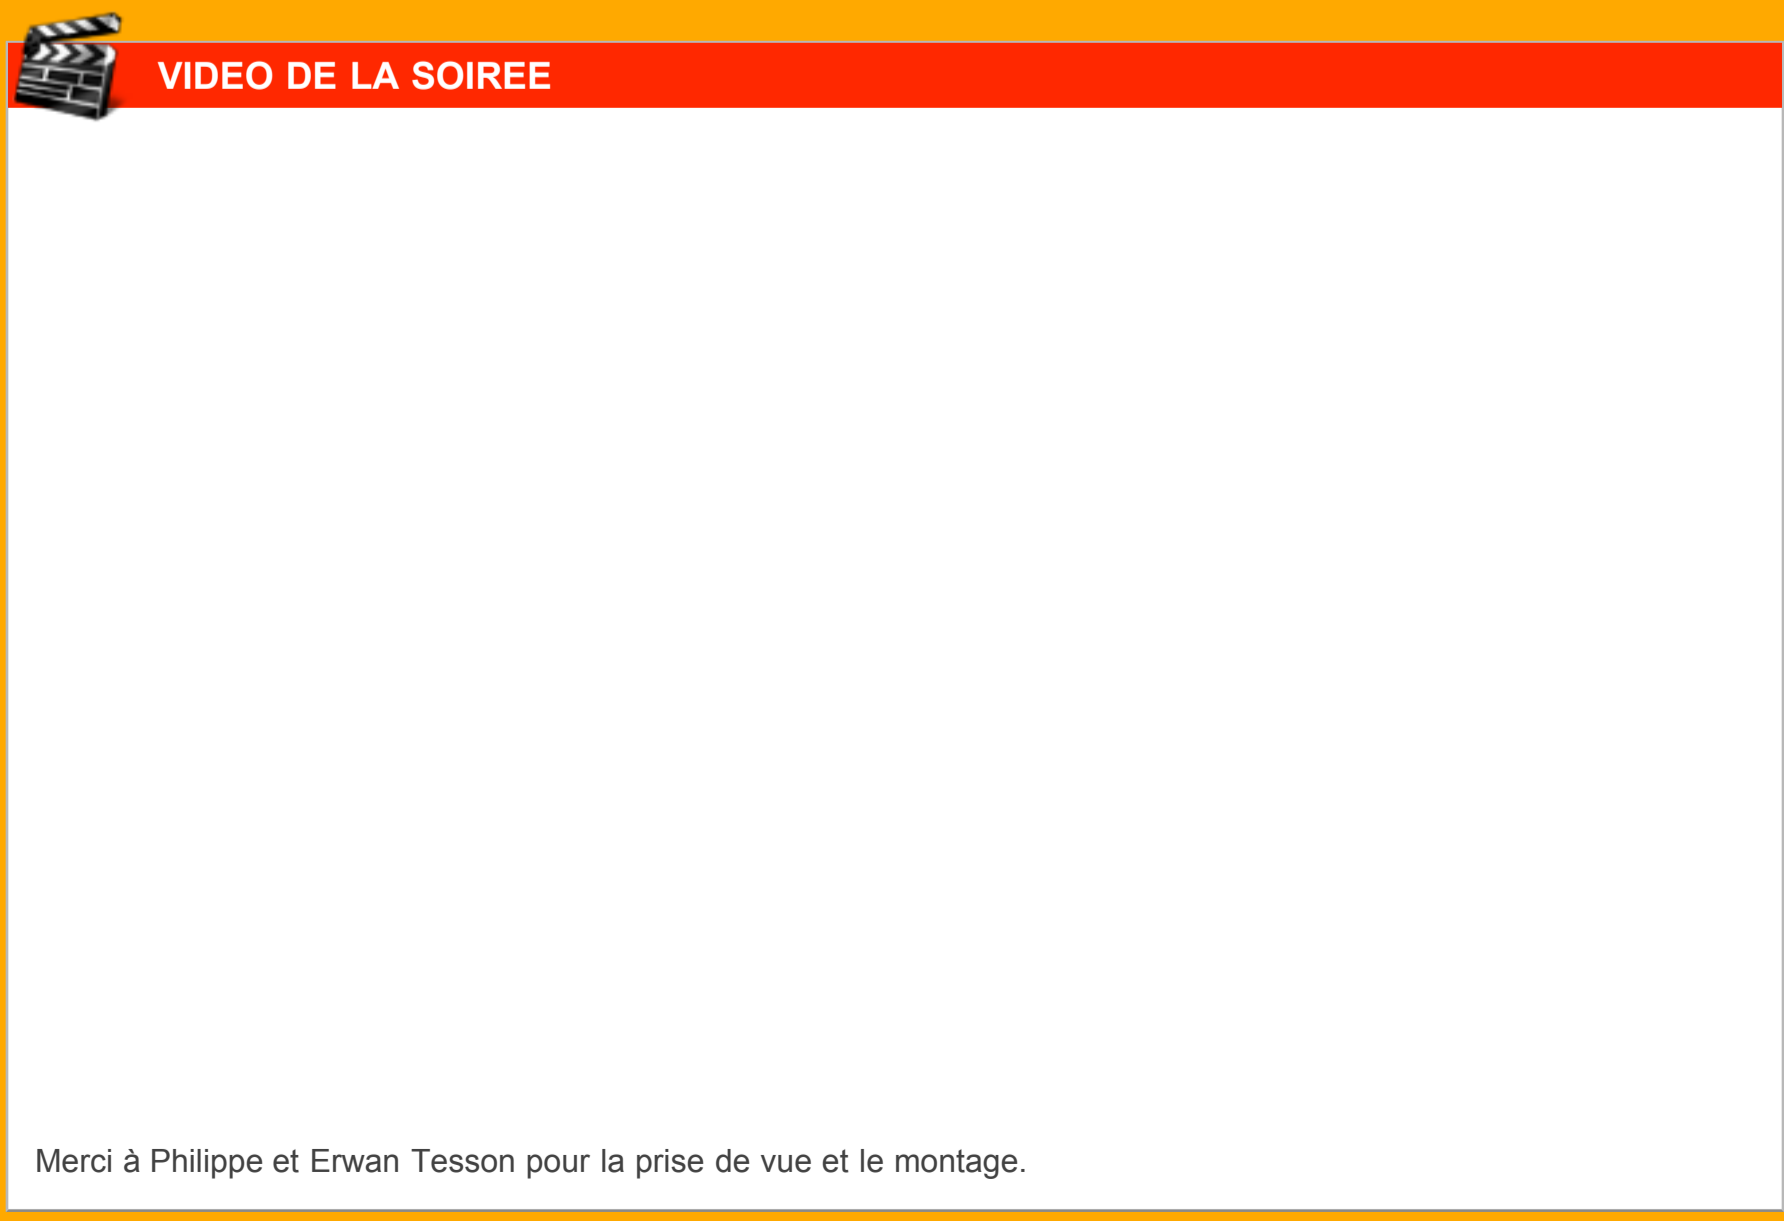 VIDEO DE LA SOIREE
Merci à Philippe et Erwan Tesson pour la prise de vue et le montage.